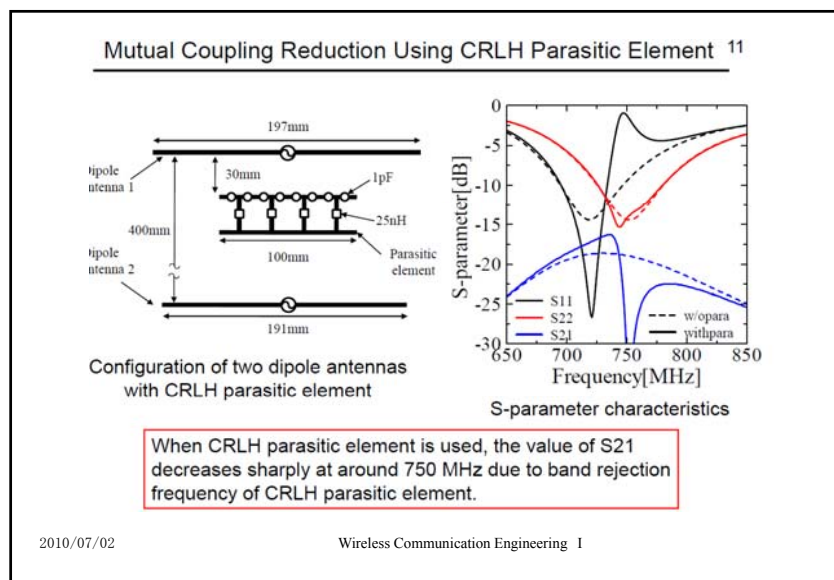 Mutual Coupling Reduction Using CRLH Parasitic Element 11
197mm
Dipole
Antenna 1
30mm
1pF
400mm
25nH
100mm
Parasitic
element
Dipole
Antenna 2
191mm
Configuration of two dipole antennas
with CRLH parasitic element
S-parameter[dB]
0
-5
-10
-15
-20
-25
-30
S11
S22
S21
w/opara
withpara
650 700 750 800 850
Frequency[MHz]
S-parameter characteristics
When CRLH parasitic element is used, the value of S21
decreases sharply at around 750 MHz due to band rejection
frequency of CRLH parasitic element.
2010/07/02 Wireless Communication Engineering I